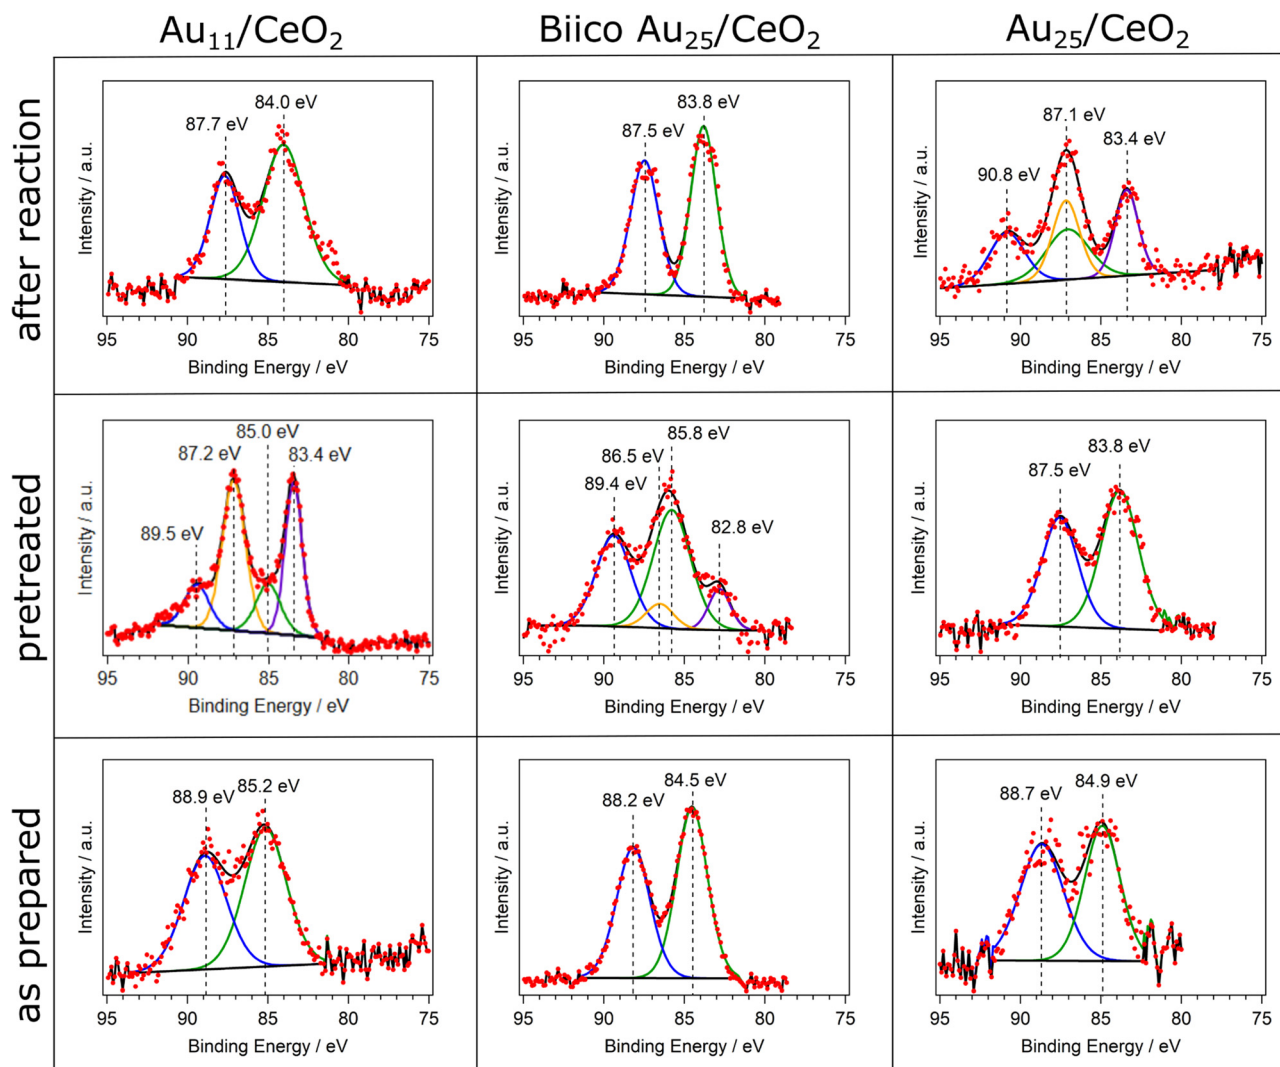 Au₁₁/CeO₂
Biico Au₂₅/CeO₂
Au₂₅/CeO₂
after reaction
84.0 eV
87.7 eV
Intensity / a.u.
95 90 85 80 75
Binding Energy / eV
83.8 eV
87.5 eV
Intensity / a.u.
95 90 85 80
Binding Energy / eV
87.1 eV
83.4 eV
90.8 eV
Intensity / a.u.
95 90 85 80 75
Binding Energy / eV
pretreated
85.0 eV
87.2 eV
83.4 eV
89.5 eV
Intensity / a.u.
95 90 85 80 75
Binding Energy / eV
85.8 eV
86.5 eV
89.4 eV
82.8 eV
Intensity / a.u.
95 90 85 80
Binding Energy / eV
83.8 eV
87.5 eV
Intensity / a.u.
95 90 85 80 75
Binding Energy / eV
as prepared
85.2 eV
88.9 eV
Intensity / a.u.
95 90 85 80 75
Binding Energy / eV
84.5 eV
88.2 eV
Intensity / a.u.
95 90 85 80
Binding Energy / eV
84.9 eV
88.7 eV
Intensity / a.u.
95 90 85 80 75
Binding Energy / eV